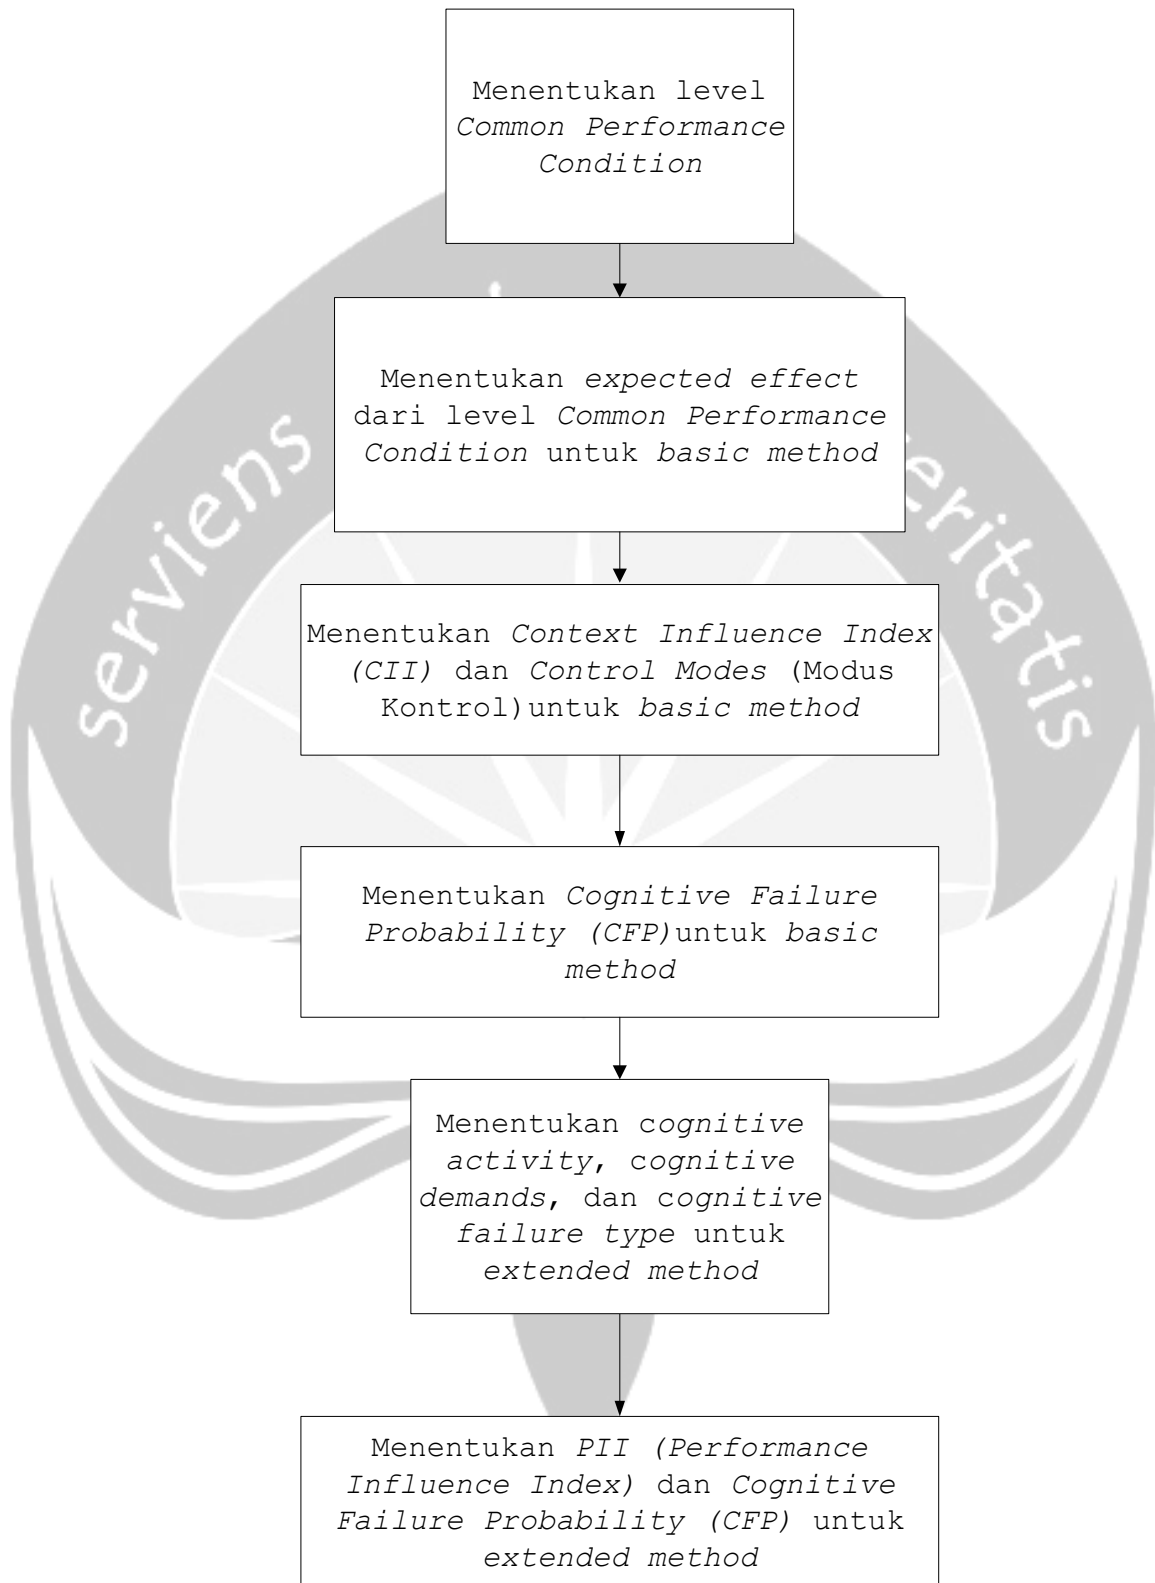 Menentukan level
Common Performance
Condition
Menentukan expected effect
dari level Common Performance
Condition untuk basic method
serviens
eritatis
Menentukan Context Influence Index
(CII) dan Control Modes (Modus
Kontrol)untuk basic method
Menentukan Cognitive Failure
Probability (CFP)untuk basic
method
Menentukan cognitive
activity, cognitive
demands, dan cognitive
failure type untuk
extended method
Menentukan PII (Performance
Influence Index) dan Cognitive
Failure Probability (CFP) untuk
extended method